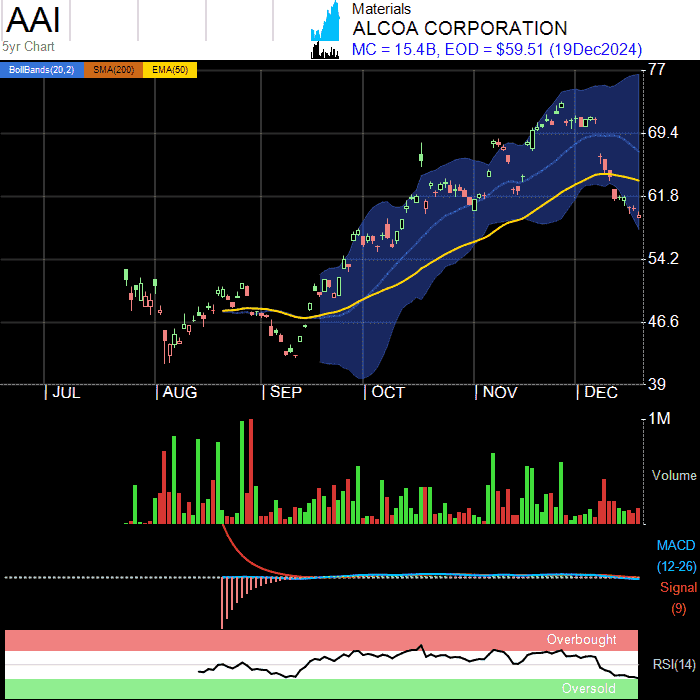 AAI
5yr Chart
Materials
ALCOA CORPORATION
MC = 15.4B, EOD = $59.51 (19Dec2024)
BollBands(20,2) SMA(200) EMA(50)
77
69.4
61.8
54.2
46.6
39
| JUL | AUG | SEP | OCT | NOV | DEC
1M
Volume
MACD
(12-26)
Signal
(9)
Overbought
RSI(14)
Oversold